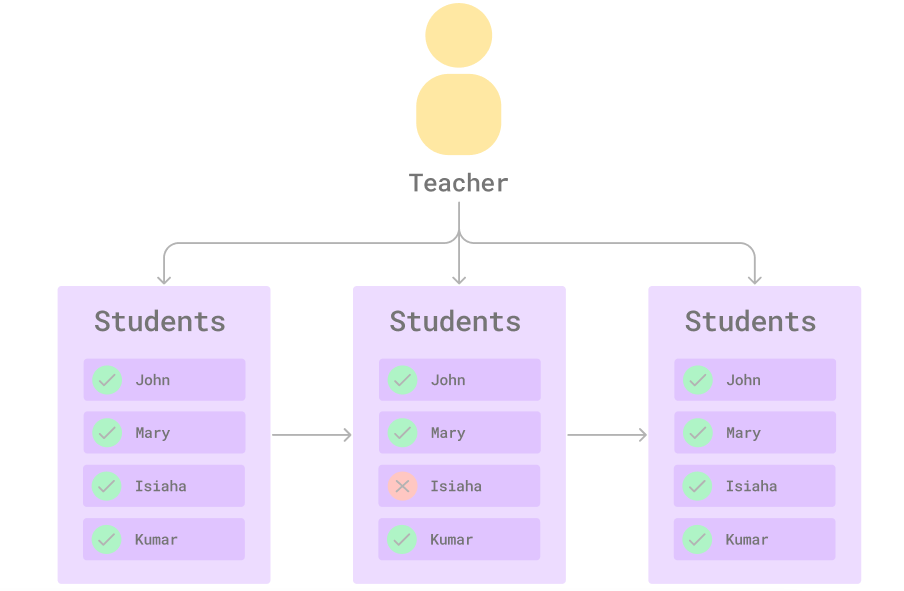 Teacher
Students
John
Mary
Isiaha
Kumar
Students
John
Mary
Isiaha
Kumar
Students
John
Mary
Isiaha
Kumar